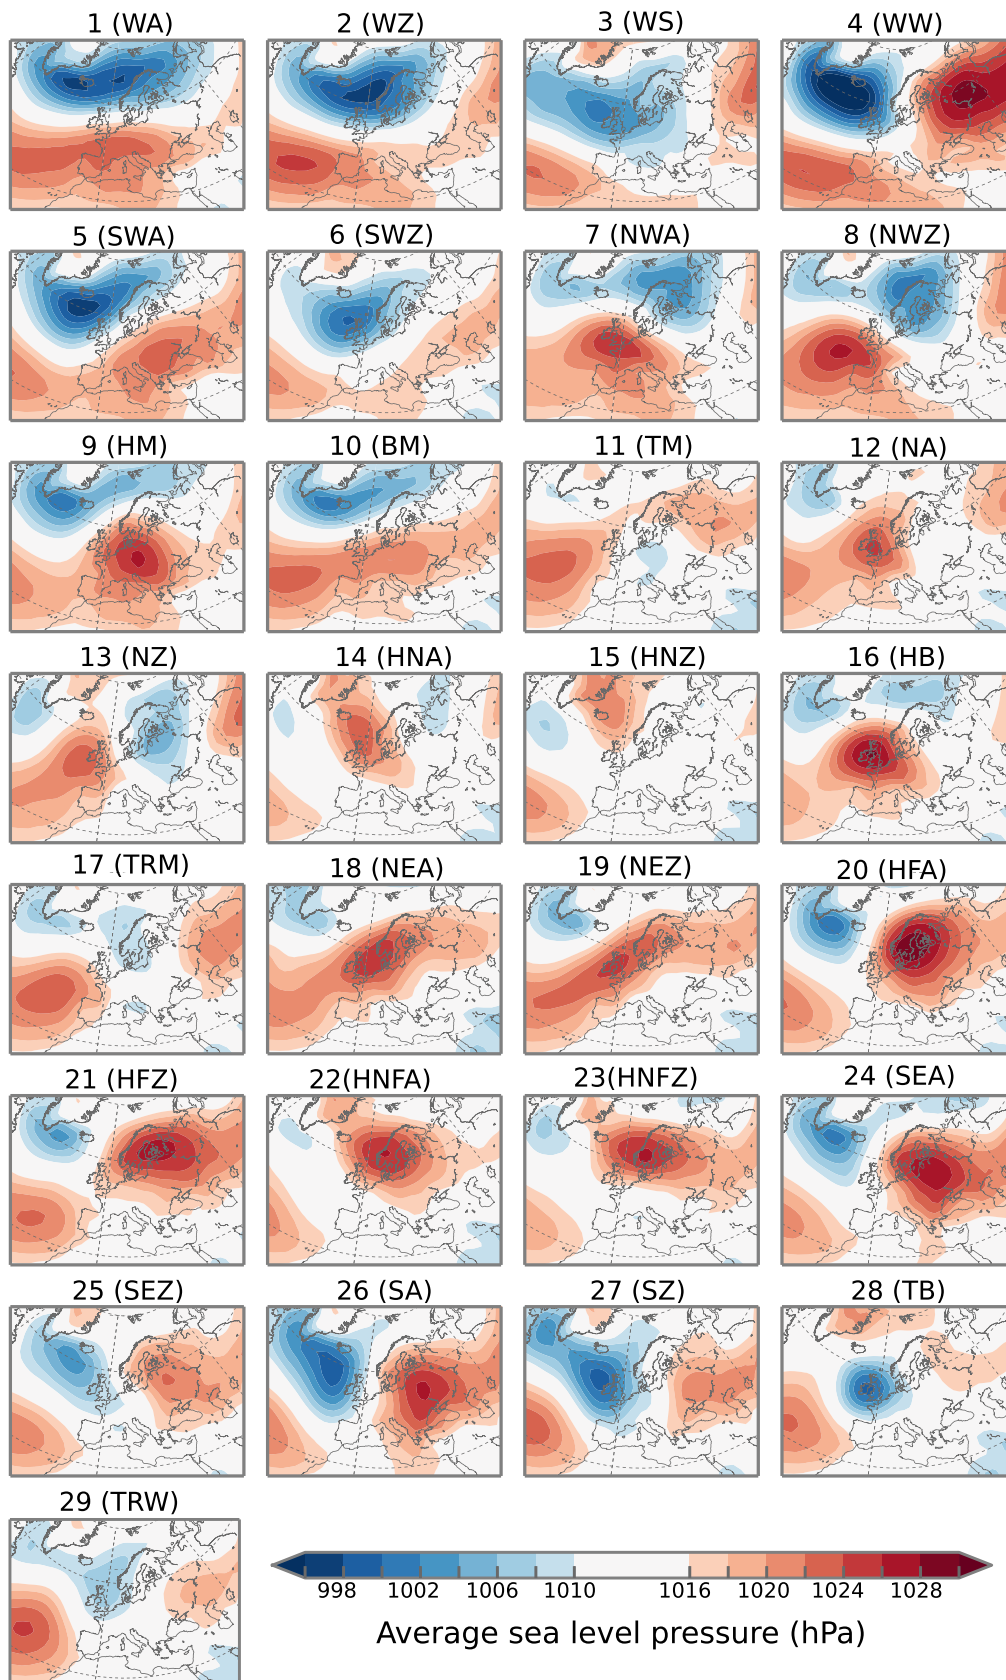 1 (WA) 2 (WZ) 3 (WS) 4 (WW)
5 (SWA) 6 (SWZ) 7 (NWA) 8 (NWZ)
9 (HM) 10 (BM) 11 (TM) 12 (NA)
13 (NZ) 14 (HNA) 15 (HNZ) 16 (HB)
17 (TRM) 18 (NEA) 19 (NEZ) 20 (HFA)
21 (HFZ) 22(HNFA) 23(HNFZ) 24 (SEA)
25 (SEZ) 26 (SA) 27 (SZ) 28 (TB)
29 (TRW)
998 1002 1006 1010 1016 1020 1024 1028
Average sea level pressure (hPa)